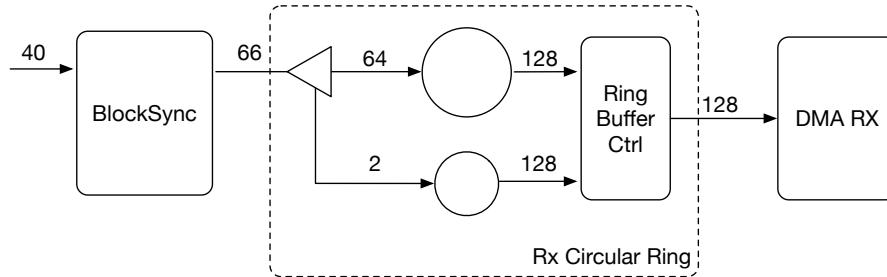 40
BlockSync
66
64
128
2
128
Ring
Buffer
Ctrl
128
DMA RX
Rx Circular Ring